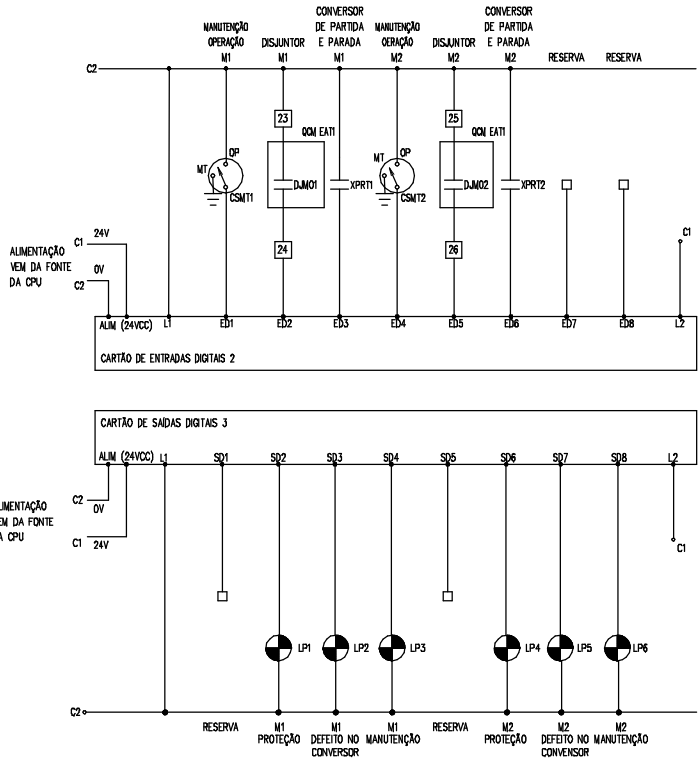 CONVERSOR CONVERSOR
MANUTENÇÃO DE PARTIDA MANUTENÇÃO DE PARTIDA
OPERAÇÃO DISJUNTOR E PARADA OERAÇÃO DISJUNTOR E PARADA
M1 M1 M1 M2 M2 M2 RESERVA RESERVA
C2
23 25
QCM EAT1 QCM EAT1
OP OP
MT MT
DJM01 XPRT1 DJM02 XPRT2
CSMT1 CSMT2
24V
C1 C1
24 26
ALIMENTAÇÃO
VEM DA FONTE
DA CPU
0V
C2
ALIM (24VCC) L1 ED1 ED2 ED3 ED4 ED5 ED6 ED7 ED8 L2
CARTÃO DE ENTRADAS DIGITAIS 2
CARTÃO DE SAÍDAS DIGITAIS 3
ALIM (24VCC) L1 SD1 SD2 SD3 SD4 SD5 SD6 SD7 SD8 L2
LIMENTAÇÃO
EM DA FONTE
A CPU
C2
0V
C1
24V
C1
LP1 LP2 LP3 LP4 LP5 LP6
C2
RESERVA M1 M1 M1 RESERVA M2 M2 M2
PROTEÇÃO DEFEITO NO MANUTENÇÃO PROTEÇÃO DEFEITO NO MANUTENÇÃO
CONVERSOR CONVENSOR